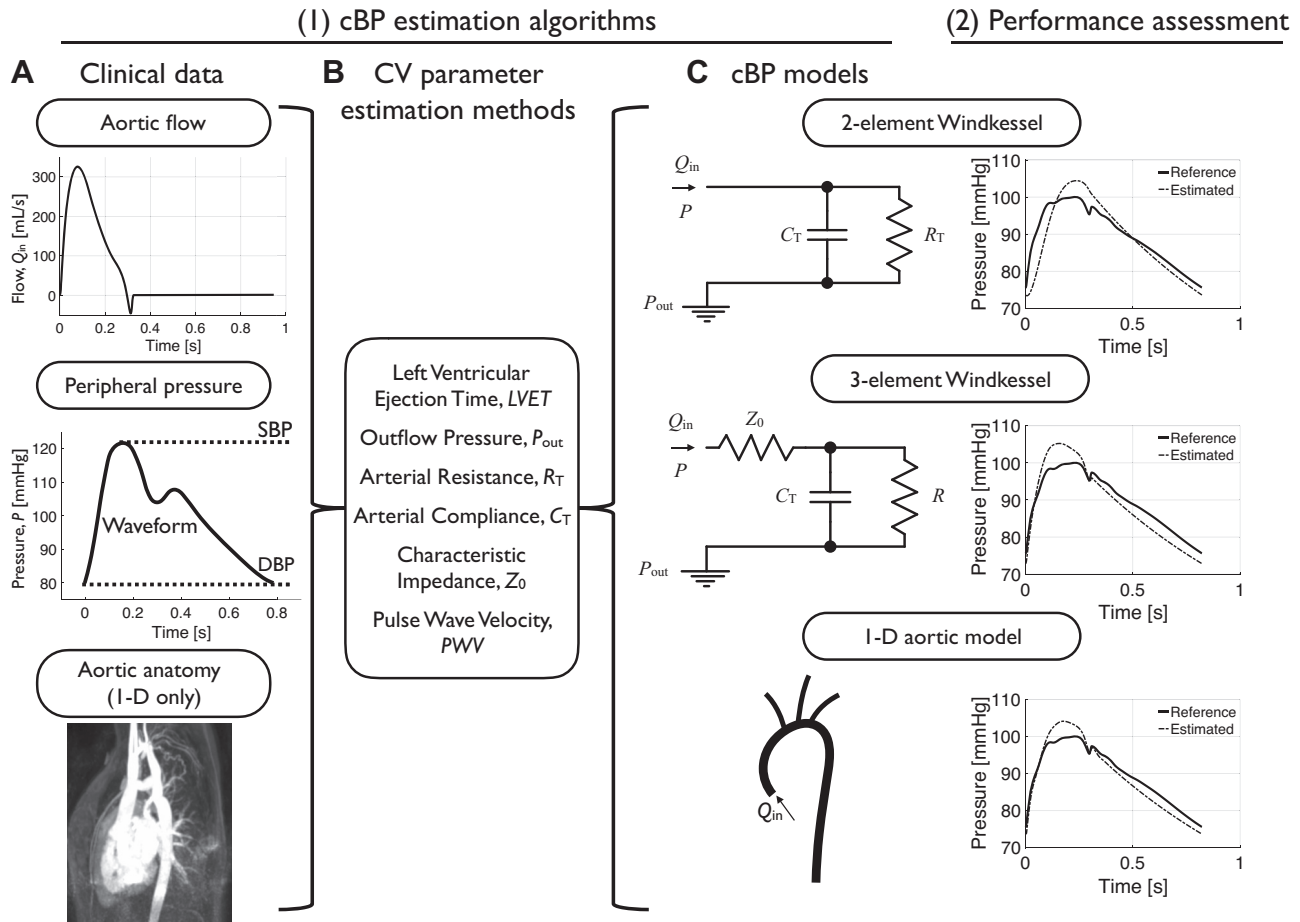 (1) cBP estimation algorithms
(2) Performance assessment
A Clinical data
B CV parameter
estimation methods
C cBP models
Aortic flow
Flow, Qin [mL/s]
300
200
100
0
0 0.2 0.4 0.6 0.8 1
Time [s]
Peripheral pressure
Pressure, P [mmHg]
120
100
90
80
SBP
Waveform
DBP
0 0.2 0.4 0.6 0.8
Time [s]
Aortic anatomy
(1-D only)
Left Ventricular
Ejection Time, LVET
Outflow Pressure, Pout
Arterial Resistance, RT
Arterial Compliance, CT
Characteristic
Impedance, Z0
Pulse Wave Velocity,
PWV
2-element Windkessel
Qin
P
CT
RT
Pout
Pressure [mmHg]
110
100
90
80
70
Reference
Estimated
0 0.5 1
Time [s]
3-element Windkessel
Qin
Z0
P
CT
R
Pout
Pressure [mmHg]
110
100
90
80
70
Reference
Estimated
0 0.5 1
Time [s]
1-D aortic model
Qin
Pressure [mmHg]
110
100
90
80
70
Reference
Estimated
0 0.5 1
Time [s]